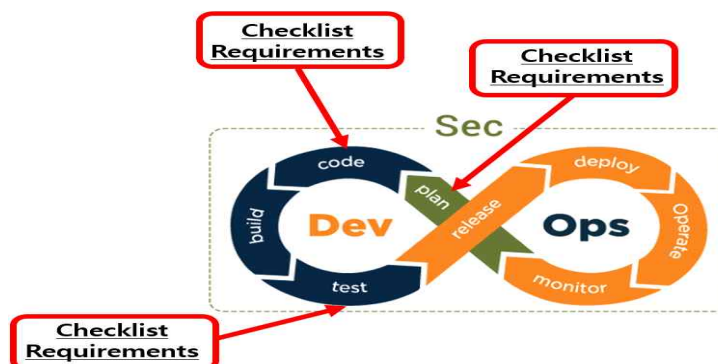 Checklist
Requirements
Checklist
Requirements
Sec
code
plan
release
deploy
build
Dev
Ops
Operate
test
monitor
Checklist
Requirements